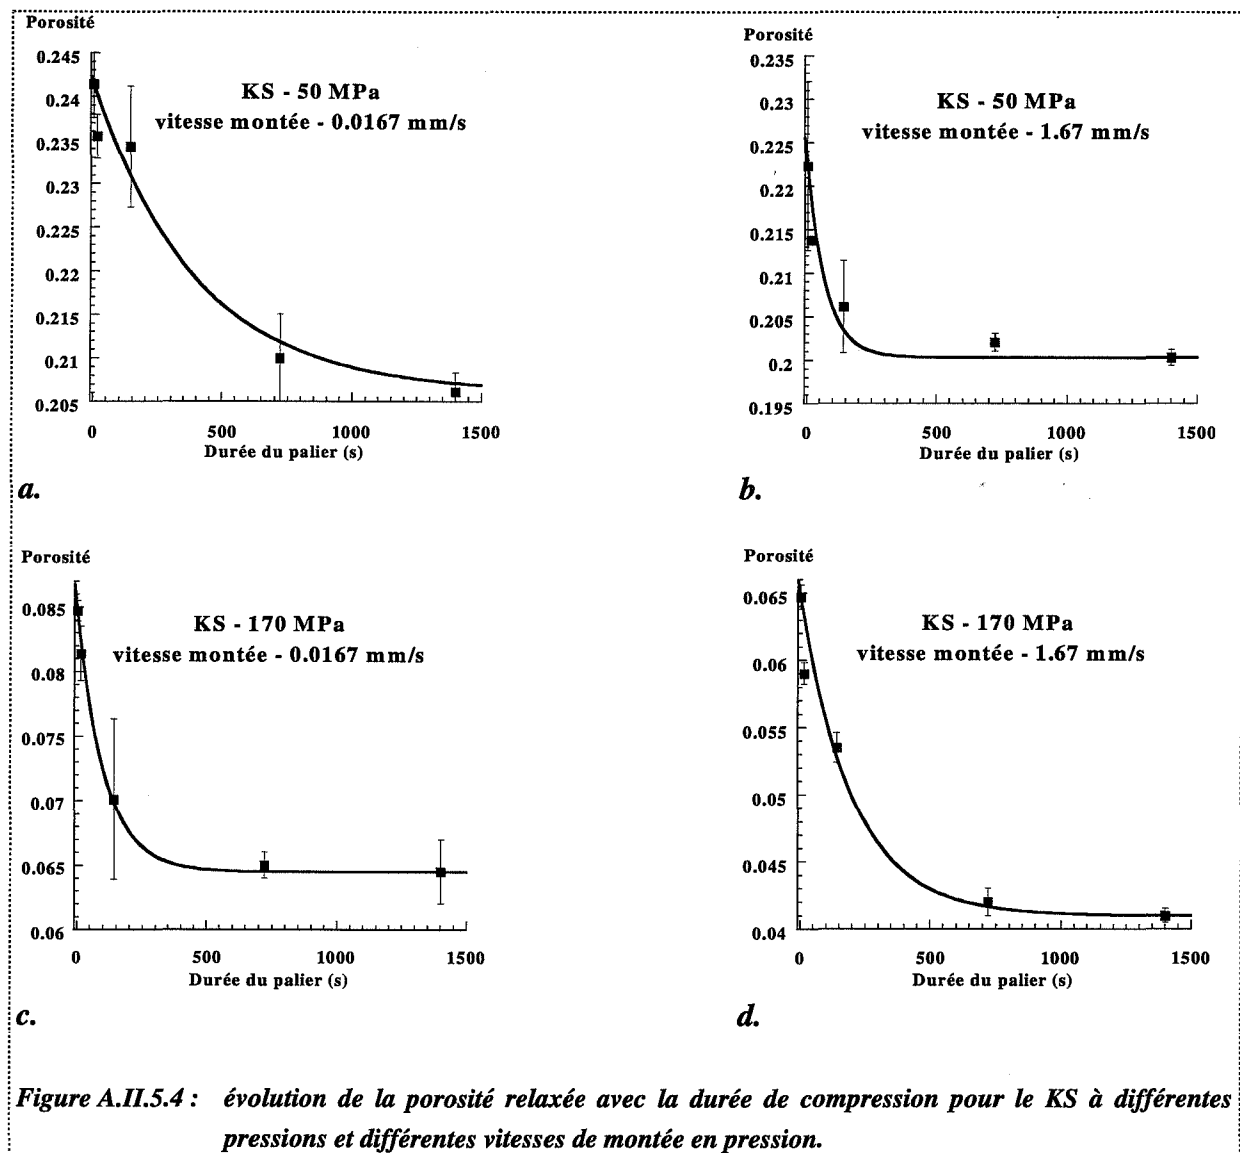 Porosité
0.245
0.24
0.235
0.23
0.225
0.22
0.215
0.21
0.205
KS - 50 MPa
vitesse montée - 0.0167 mm/s
0
500
1000
1500
Durée du palier (s)
a.
Porosité
0.235
0.23
0.225
0.22
0.215
0.21
0.205
0.2
0.195
KS - 50 MPa
vitesse montée - 1.67 mm/s
0
500
1000
1500
Durée du palier (s)
b.
Porosité
0.085
0.08
0.075
0.07
0.065
0.06
KS - 170 MPa
vitesse montée - 0.0167 mm/s
0
500
1000
1500
Durée du palier (s)
c.
Porosité
0.065
0.06
0.055
0.05
0.045
0.04
KS - 170 MPa
vitesse montée - 1.67 mm/s
0
500
1000
1500
Durée du palier (s)
d.
Figure A.II.5.4 : évolution de la porosité relaxée avec la durée de compression pour le KS à différentes
pressions et différentes vitesses de montée en pression.